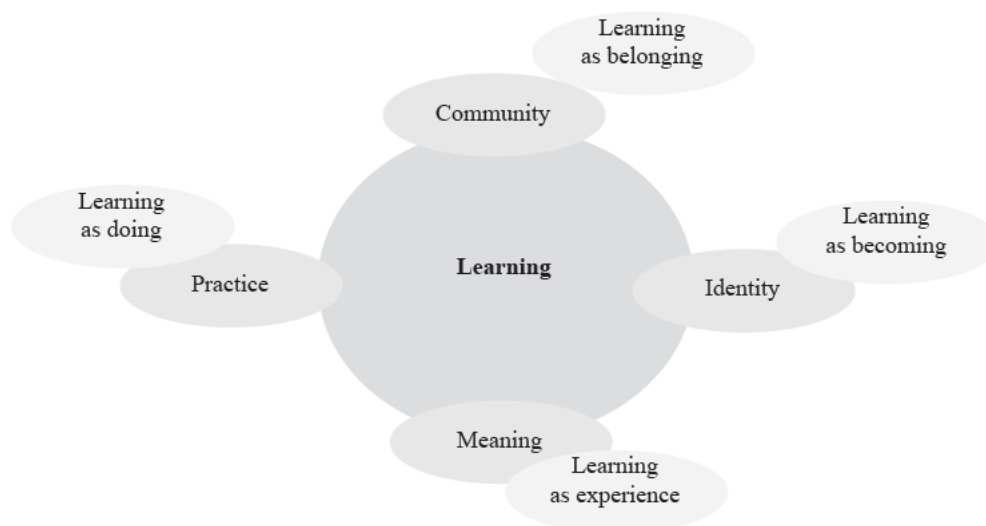 Learning
as belonging
Community
Learning
as doing
Practice
Learning
Learning
as becoming
Identity
Meaning
Learning
as experience